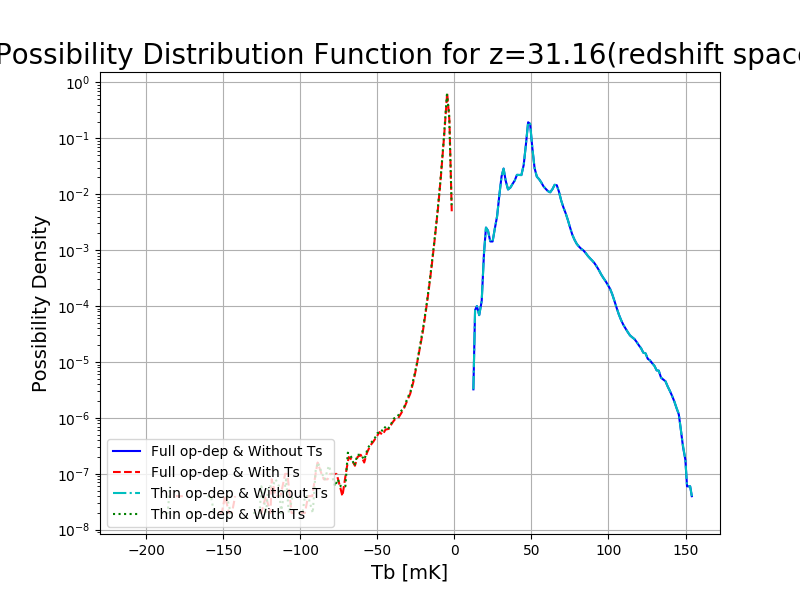 Possibility Distribution Function for z=31.16(redshift space
Possibility Density
10⁰
10⁻¹
10⁻²
10⁻³
10⁻⁴
10⁻⁵
10⁻⁶
10⁻⁷
10⁻⁸
Full op-dep & Without Ts
Full op-dep & With Ts
Thin op-dep & Without Ts
Thin op-dep & With Ts
−200 −150 −100 −50 0 50 100 150
Tb [mK]